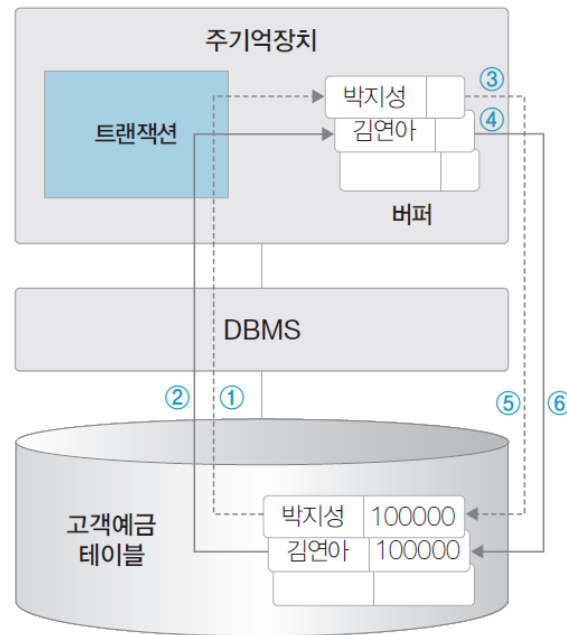 주기억장치
트랜잭션
박지성
③
김연아
④
버퍼
DBMS
②
①
⑤
⑥
고객예금
테이블
박지성 100000
김연아 100000